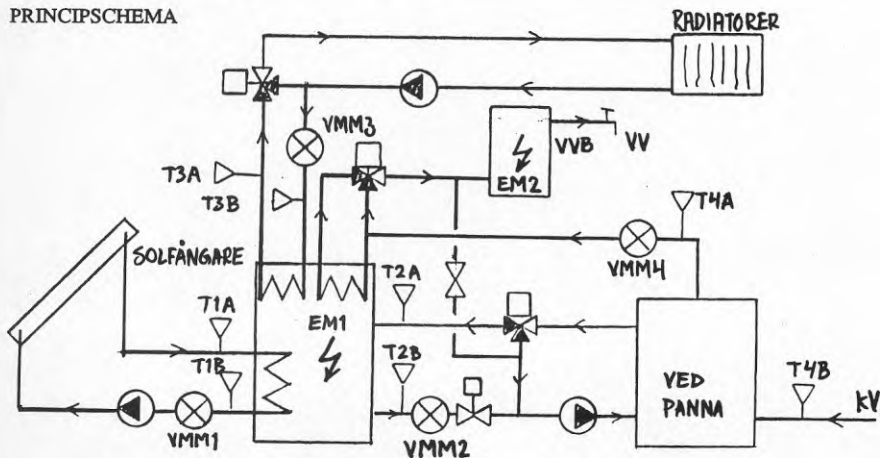 PRINCIPSCHEMA
RADIATORER
VMM3
VVB
VV
EM2
T3A
T3B
T4A
SOLFÅNGARE
VMM4
T1A
EM1
T2A
T1B
T2B
VED
PANNA
T4B
KV
VMM1
VMM2